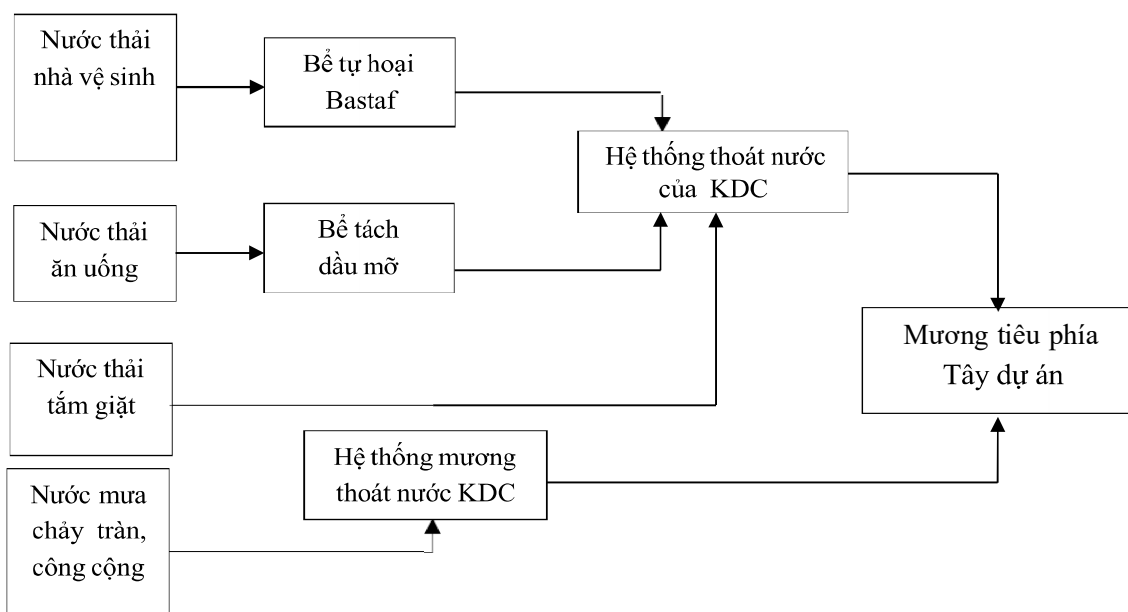 Nước thải
nhà vệ sinh
Bể tự hoại
Bastaf
Hệ thống thoát nước
của KDC
Nước thải
ăn uống
Bể tách
dầu mỡ
Mương tiêu phía
Tây dự án
Nước thải
tắm giặt
Hệ thống mương
thoát nước KDC
Nước mưa
chảy tràn,
công cộng